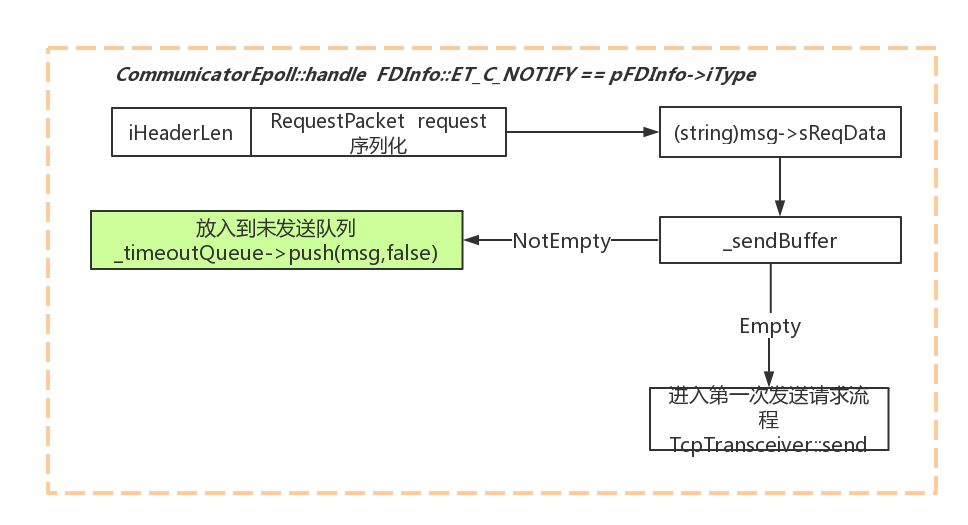 CommunicatorEpoll::handle FDInfo::ET_C_NOTIFY == pFDInfo->iType
iHeaderLen
RequestPacket request
序列化
(string)msg->sReqData
放入到未发送队列
_timeoutQueue->push(msg,false)
NotEmpty
_sendBuffer
Empty
进入第一次发送请求流
程
TcpTransceiver::send